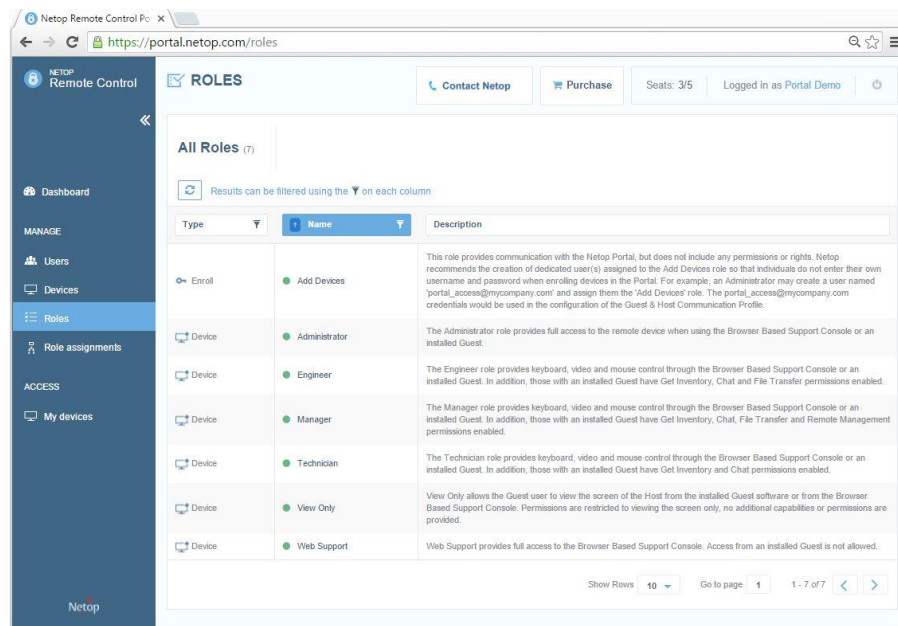 Netop Remote Control Po
https://portal.netop.com/roles
NETOP
Remote Control
ROLES
Contact Netop
Purchase
Seats: 3/5
Logged in as Portal Demo
All Roles (7)
Dashboard
Results can be filtered using the on each column
MANAGE
Type
Name
Description
Users
Devices
Roles
Role assignments
ACCESS
My devices
Enroll
Add Devices
This role provides communication with the Netop Portal, but does not include any permissions or rights. Netop
recommends the creation of dedicated user(s) assigned to the Add Devices role so that individuals do not enter their own
username and password when enrolling devices in the Portal. For example, an Administrator may create a user named
'portal_access@mycompany.com' and assign them the 'Add Devices' role. The portal_access@mycompany.com
credentials would be used in the configuration of the Guest & Host Communication Profile.
Device
Administrator
The Administrator role provides full access to the remote device when using the Browser Based Support Console or an
installed Guest.
Device
Engineer
The Engineer role provides keyboard, video and mouse control through the Browser Based Support Console or an
installed Guest. In addition, those with an installed Guest have Get Inventory, Chat and File Transfer permissions enabled.
Device
Manager
The Manager role provides keyboard, video and mouse control through the Browser Based Support Console or an
installed Guest. In addition, those with an installed Guest have Get Inventory, Chat, File Transfer and Remote Management
permissions enabled.
Device
Technician
The Technician role provides keyboard, video and mouse control through the Browser Based Support Console or an
installed Guest. In addition, those with an installed Guest have Get Inventory and Chat permissions enabled.
Device
View Only
View Only allows the Guest user to view the screen of the Host from the installed Guest software or from the Browser
Based Support Console. Permissions are restricted to viewing the screen only, no additional capabilities or permissions are
provided.
Device
Web Support
Web Support provides full access to the Browser Based Support Console. Access from an installed Guest is not allowed.
Show Rows 10
Go to page 1
1 - 7 of 7
Netop